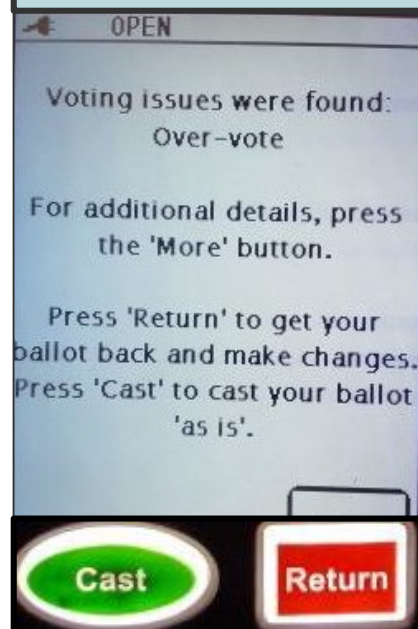 OPEN
Voting issues were found:
Over-vote
For additional details, press
the 'More' button.
Press 'Return' to get your
ballot back and make changes.
Press 'Cast' to cast your ballot
'as is'.
Cast Return